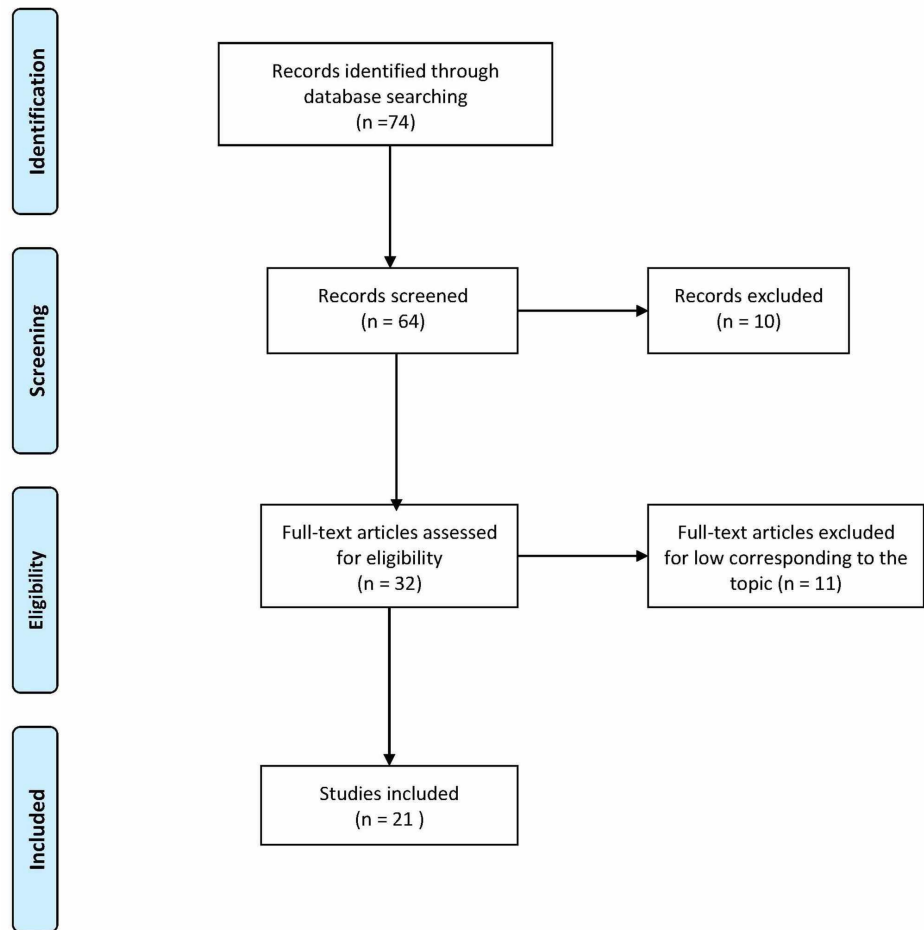 Identification
Records identified through
database searching
(n =74)
Screening
Records screened
(n = 64)
Records excluded
(n = 10)
Eligibility
Full-text articles assessed
for eligibility
(n = 32)
Full-text articles excluded
for low corresponding to the
topic (n = 11)
Included
Studies included
(n = 21 )